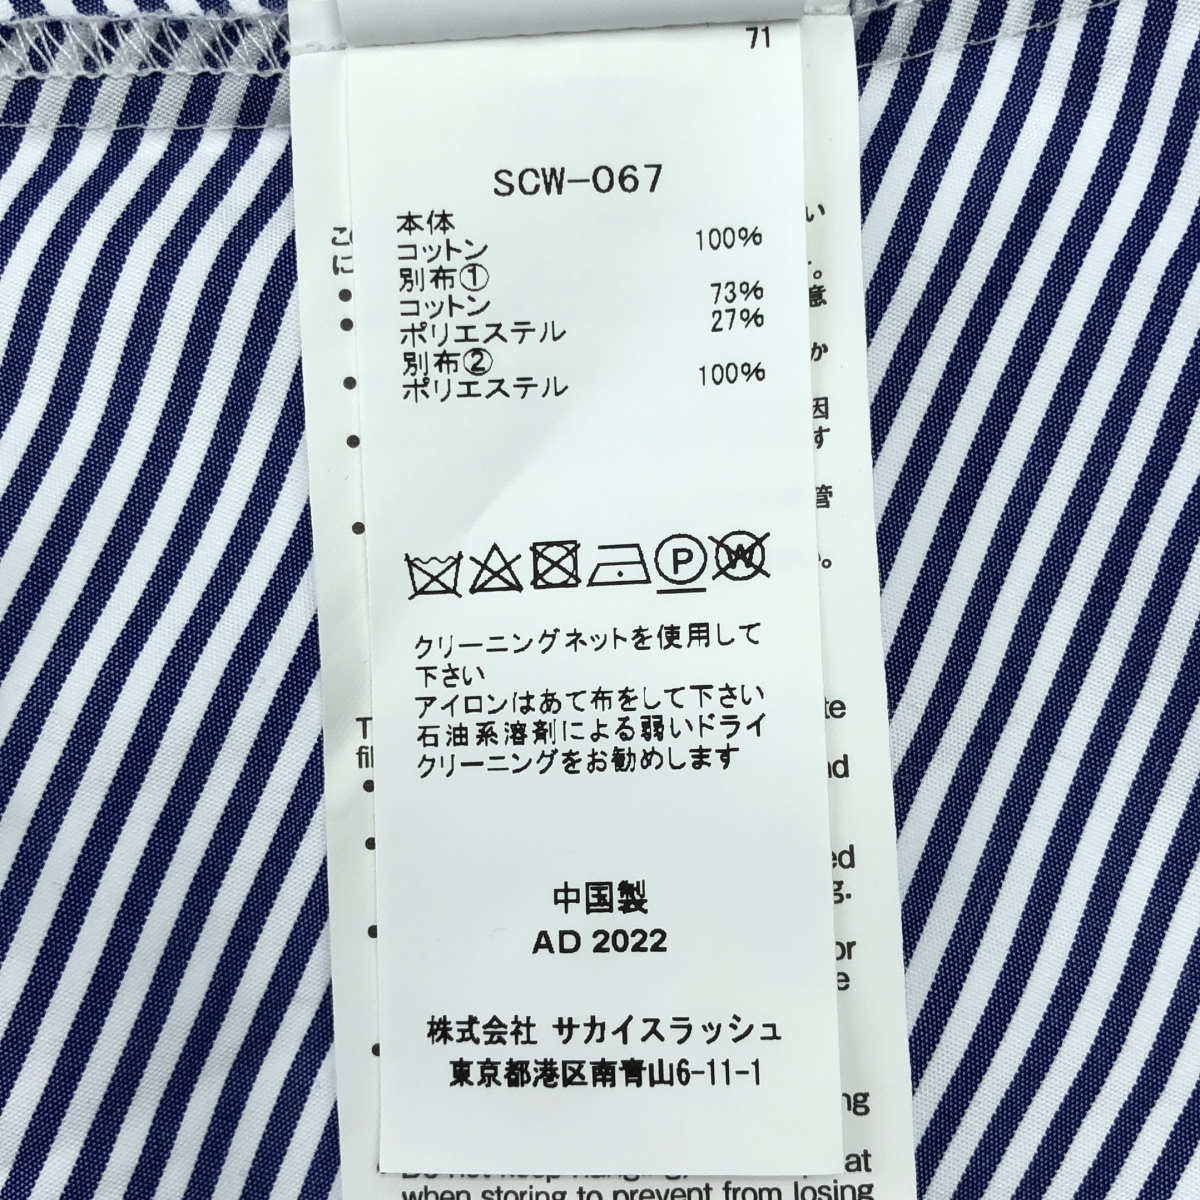 71
SCW-067
本体
コットン 100%
別布①
コットン 73%
ポリエステル 27%
別布②
ポリエステル 100%
P W
クリーニングネットを使用して
下さい
アイロンはあて布をして下さい
石油系溶剤による弱いドライ
クリーニングをお勧めします
中国製
AD 2022
株式会社 サカイスラッシュ
東京都港区南青山6-11-1
when storing to prevent from losing